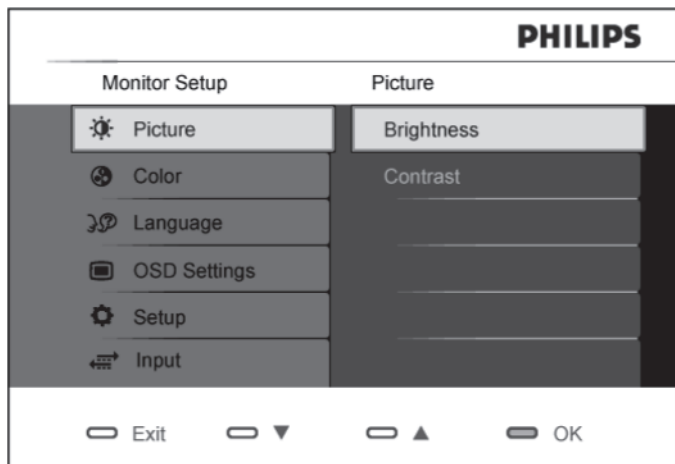 PHILIPS
Monitor Setup Picture
Picture Brightness
Color Contrast
Language
OSD Settings
Setup
Input
Exit ▼ ▲ OK